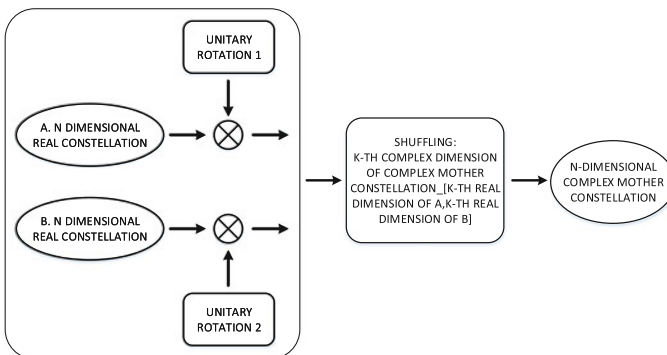 UNITARY
ROTATION 1
A. N DIMENSIONAL
REAL CONSTELLATION
B. N DIMENSIONAL
REAL CONSTELLATION
UNITARY
ROTATION 2
SHUFFLING:
K-TH COMPLEX DIMENSION
OF COMPLEX MOTHER
CONSTELLATION_[K-TH REAL
DIMENSION OF A,K-TH REAL
DIMENSION OF B]
N-DIMENSIONAL
COMPLEX MOTHER
CONSTELLATION